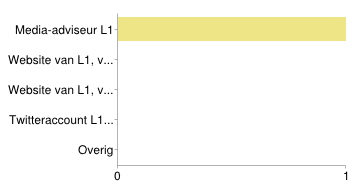 Media-adviseur L1
Website van L1, v...
Website van L1, v...
Twitteraccount L1...
Overig
0 1